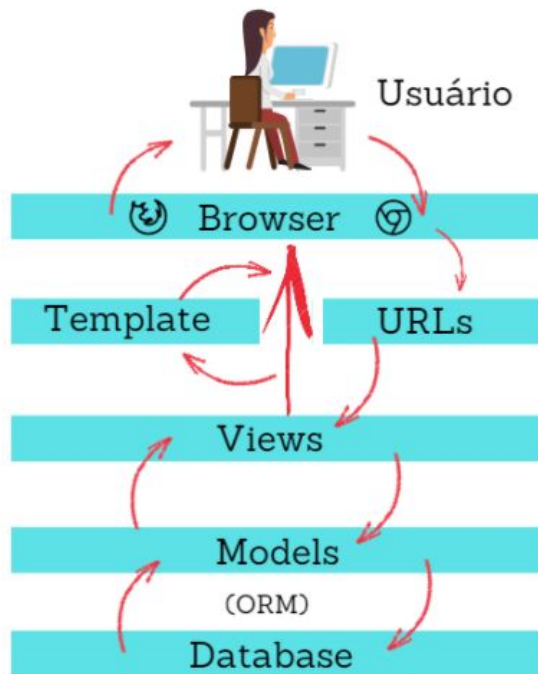 Usuário
Browser
Template
URLs
Views
Models
(ORM)
Database